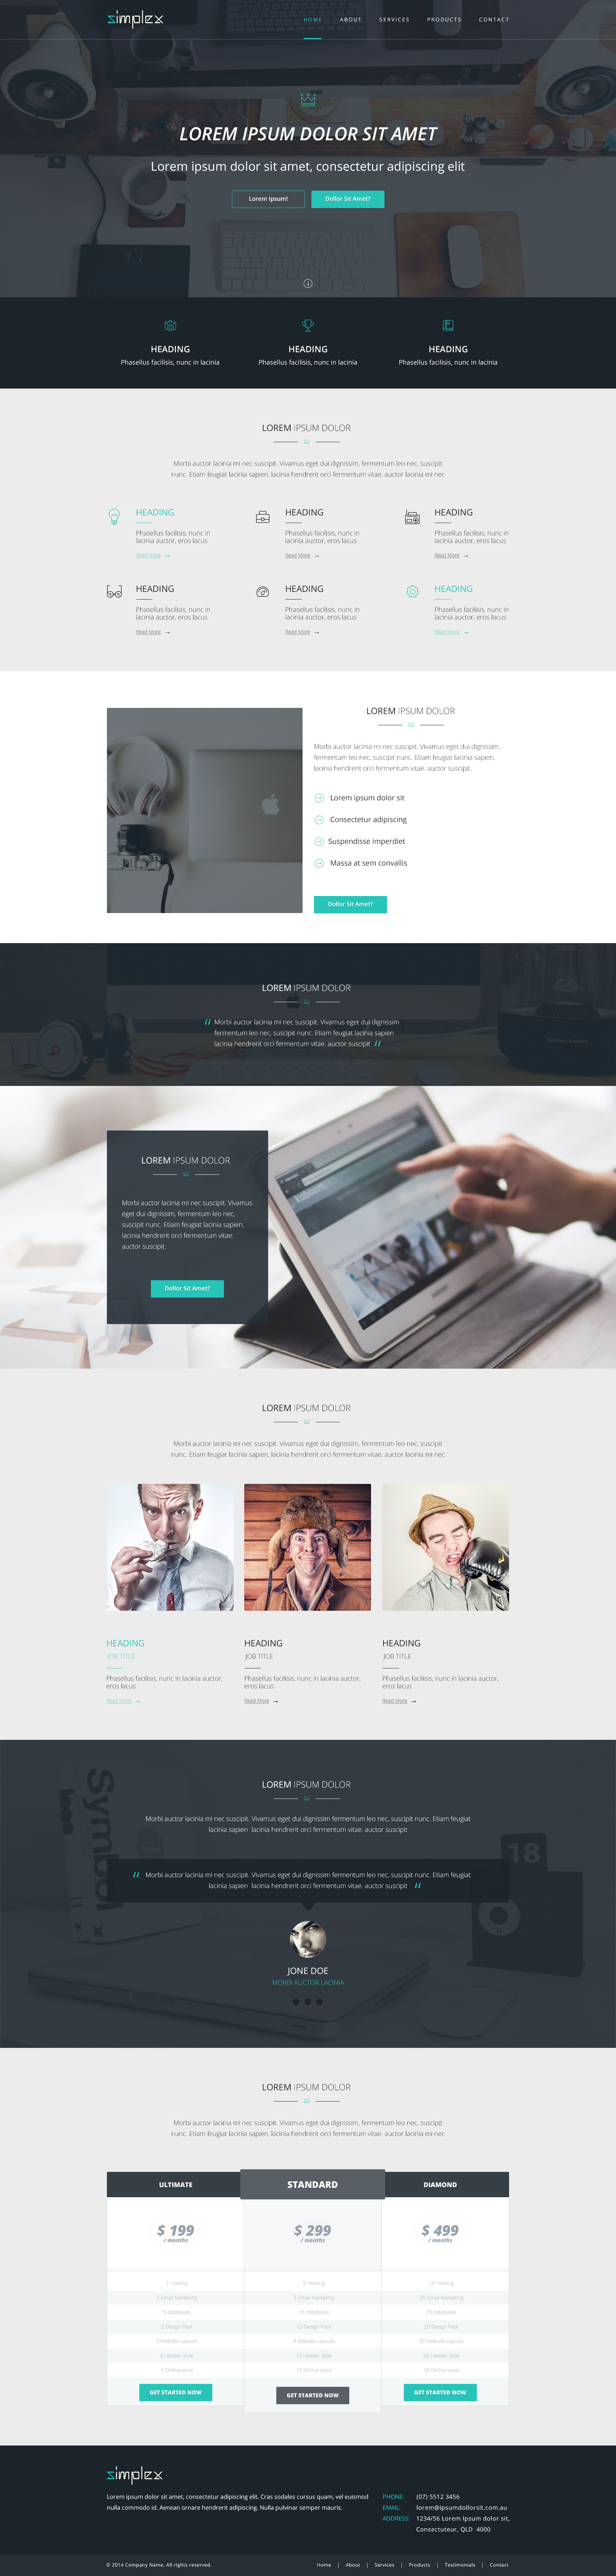 simplex
HOME ABOUT SERVICES PRODUCTS CONTACT
LOREM IPSUM DOLOR SIT AMET
Lorem ipsum dolor sit amet, consectetur adipiscing elit
Lorem Ipsum! Dollor Sit Amet?
HEADING HEADING HEADING
Phasellus facilisis, nunc in lacinia Phasellus facilisis, nunc in lacinia Phasellus facilisis, nunc in lacinia
LOREM IPSUM DOLOR
Morbi auctor lacinia mi nec suscipit. Vivamus eget dui dignissim, fermentum leo nec, suscipit
nunc. Etiam feugiat lacinia sapien, lacinia hendrerit orci fermentum vitae. auctor lacinia mi nec
HEADING HEADING HEADING
Phasellus facilisis, nunc in Phasellus facilisis, nunc in Phasellus facilisis, nunc in
lacinia auctor, eros lacus lacinia auctor, eros lacus lacinia auctor, eros lacus
Read More → Read More → Read More →
HEADING HEADING HEADING
Phasellus facilisis, nunc in Phasellus facilisis, nunc in Phasellus facilisis, nunc in
lacinia auctor, eros lacus lacinia auctor, eros lacus lacinia auctor, eros lacus
Read More → Read More → Read More →
LOREM IPSUM DOLOR
Morbi auctor lacinia mi nec suscipit. Vivamus eget dui dignissim,
fermentum leo nec, suscipit nunc. Etiam feugiat lacinia sapien,
lacinia hendrerit orci fermentum vitae. auctor suscipit.
Lorem ipsum dolor sit
Consectetur adipiscing
Suspendisse imperdiet
Massa at sem convallis
Dollor Sit Amet?
LOREM IPSUM DOLOR
Morbi auctor lacinia mi nec suscipit. Vivamus eget dui dignissim
fermentum leo nec, suscipit nunc. Etiam feugiat lacinia sapien
lacinia hendrerit orci fermentum vitae. auctor suscipit
LOREM IPSUM DOLOR
Morbi auctor lacinia mi nec suscipit. Vivamus
eget dui dignissim, fermentum leo nec,
suscipit nunc. Etiam feugiat lacinia sapien,
lacinia hendrerit orci fermentum vitae.
auctor suscipit.
Dollor Sit Amet?
LOREM IPSUM DOLOR
Morbi auctor lacinia mi nec suscipit. Vivamus eget dui dignissim, fermentum leo nec, suscipit
nunc. Etiam feugiat lacinia sapien, lacinia hendrerit orci fermentum vitae. auctor lacinia mi nec
HEADING HEADING HEADING
JOB TITLE JOB TITLE JOB TITLE
Phasellus facilisis, nunc in lacinia auctor, Phasellus facilisis, nunc in lacinia auctor, Phasellus facilisis, nunc in lacinia auctor,
eros lacus eros lacus eros lacus
Read More → Read More → Read More →
LOREM IPSUM DOLOR
Morbi auctor lacinia mi nec suscipit. Vivamus eget dui dignissim fermentum leo nec, suscipit nunc. Etiam feugiat
lacinia sapien lacinia hendrerit orci fermentum vitae. auctor suscipit
18
Morbi auctor lacinia mi nec suscipit. Vivamus eget dui dignissim fermentum leo nec, suscipit nunc. Etiam feugiat
lacinia sapien lacinia hendrerit orci fermentum vitae. auctor suscipit
JONE DOE
MORBI AUCTOR LACINIA
LOREM IPSUM DOLOR
Morbi auctor lacinia mi nec suscipit. Vivamus eget dui dignissim, fermentum leo nec, suscipit
nunc. Etiam feugiat lacinia sapien, lacinia hendrerit orci fermentum vitae. auctor lacinia mi nec
ULTIMATE STANDARD DIAMOND
$ 199 $ 299 $ 499
/ months / months / months
1 Hosting 5 Hosting 10 Hosting
2 Email Marketing 5 Email Marketing 20 Email Marketing
5 databases 15 databases 25 databases
2 Design Pack 12 Design Pack 20 Design Pack
3 Website Layouts 9 Website Layouts 30 Website Layouts
5 Header Style 15 Header Style 35 Header Style
3 Online store 15 Online store 35 Online store
GET STARTED NOW GET STARTED NOW GET STARTED NOW
simplex
Lorem ipsum dolor sit amet, consectetur adipiscing elit. Cras sodales cursus quam, vel euismod
nulla commodo id. Aenean ornare hendrerit adipiscing. Nulla pulvinar semper mauris.
PHONE: (07) 5512 3456
EMAIL: lorem@ipsumdollorsit.com.au
ADDRESS: 1234/56 Lorem Ipsum dolor sit,
Consectuteur, QLD 4000
© 2014 Company Name. All rights reserved. Home | About | Services | Products | Testimonials | Contact